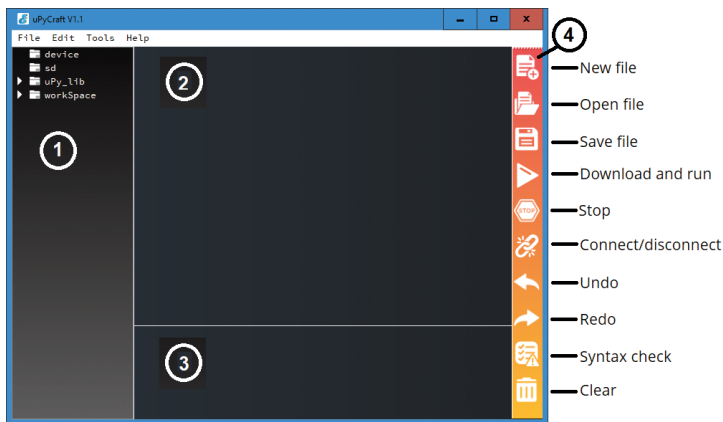 uPyCraft V1.1
File Edit Tools Help
device
sd
uPy_lib
workSpace
1
2
3
4
New file
Open file
Save file
Download and run
STOP
Stop
Connect/disconnect
Undo
Redo
Syntax check
Clear